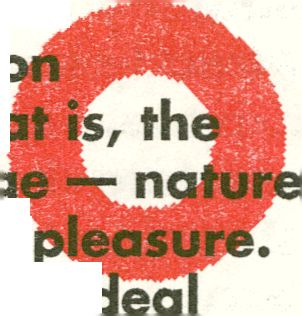 on
at is, the
ae — nature
pleasure.
deal